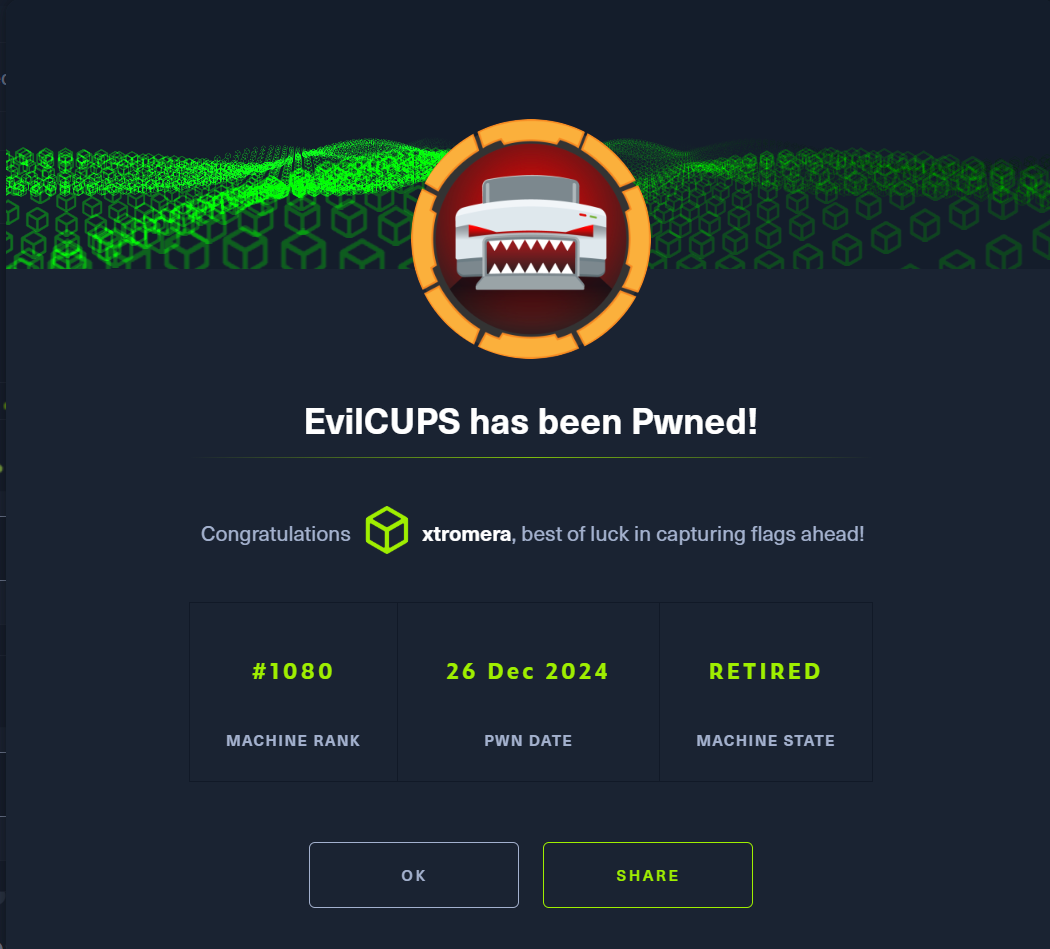 EvilCUPS has been Pwned!
Congratulations xtromera, best of luck in capturing flags ahead!
#1080 26 Dec 2024 RETIRED
MACHINE RANK PWN DATE MACHINE STATE
OK SHARE